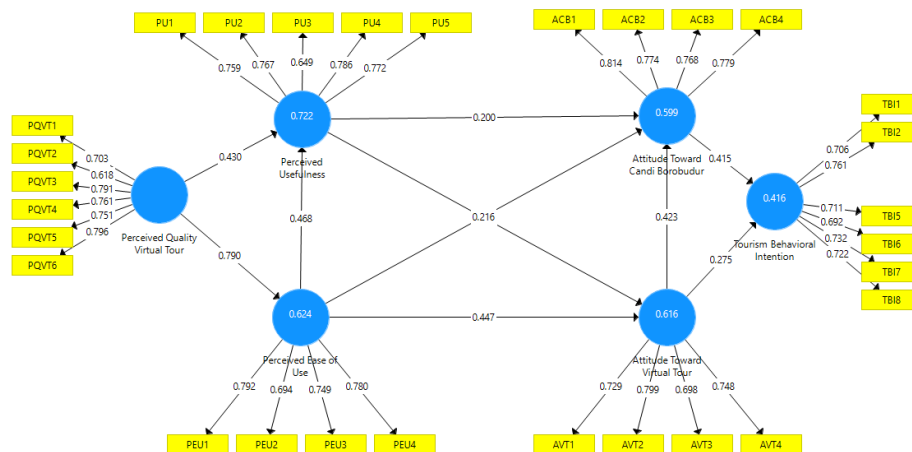 PU1
PU2
PU3
PU4
PU5
ACB1
ACB2
ACB3
ACB4
0.759
0.767
0.649
0.786
0.772
0.814
0.774
0.768
0.779
PQVT1
PQVT2
PQVT3
PQVT4
PQVT5
PQVT6
0.703
0.618
0.791
0.761
0.751
0.796
Perceived Quality
Virtual Tour
0.430
0.790
0.722
Perceived
Usefulness
0.468
0.200
0.216
0.447
0.599
Attitude Toward
Candi Borobudur
0.415
0.423
0.275
0.416
Tourism Behavioral
Intention
TBI1
TBI2
TBI5
TBI6
TBI7
TBI8
0.706
0.761
0.711
0.692
0.732
0.722
0.624
Perceived Ease of
Use
0.616
Attitude Toward
Virtual Tour
0.792
0.694
0.749
0.780
0.729
0.799
0.698
0.748
PEU1
PEU2
PEU3
PEU4
AVT1
AVT2
AVT3
AVT4